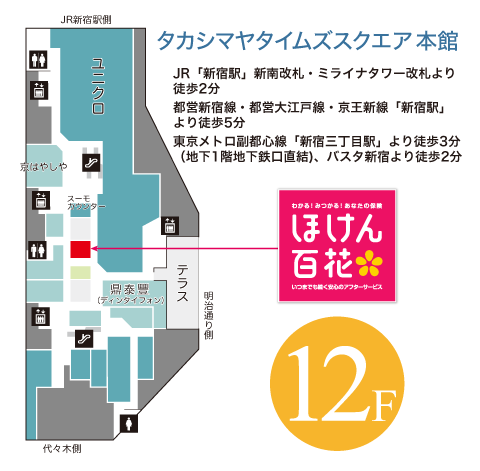 JR新宿駅側
タカシマヤタイムズスクエア 本館
JR「新宿駅」新南改札・ミライナタワー改札より
徒歩2分
都営新宿線・都営大江戸線・京王新線「新宿駅」
より徒歩5分
東京メトロ副都心線「新宿三丁目駅」より徒歩3分
（地下1階地下鉄口直結）、バスタ新宿より徒歩2分
ユニクロ
京はやしや
スーモ
カウンター
わかる!みつかる!あなたの保険
ほけん
百花
いつまでも続く安心のアフターサービス
テラス
鼎泰豐
(ディンタイフォン)
明治通り側
12F
代々木側